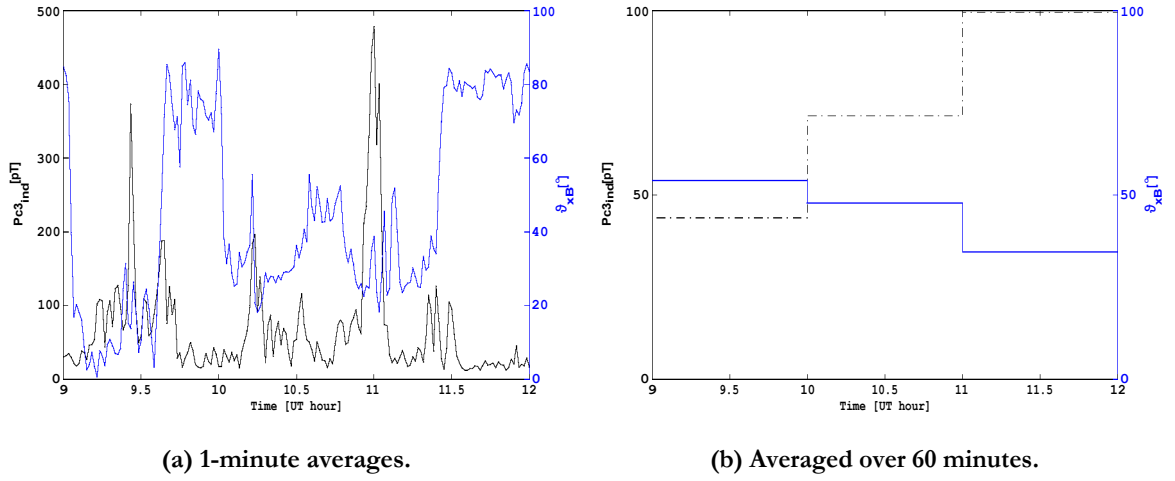 500
400
300
200
100
0
Pc3ind[pT]
100
80
60
40
20
0
ϑxB[°]
9 9.5 10 10.5 11 11.5 12
Time [UT hour]
(a) 1-minute averages.
100
50
0
Pc3ind[pT]
100
50
0
ϑxB[°]
9 9.5 10 10.5 11 11.5 12
Time [UT hour]
(b) Averaged over 60 minutes.